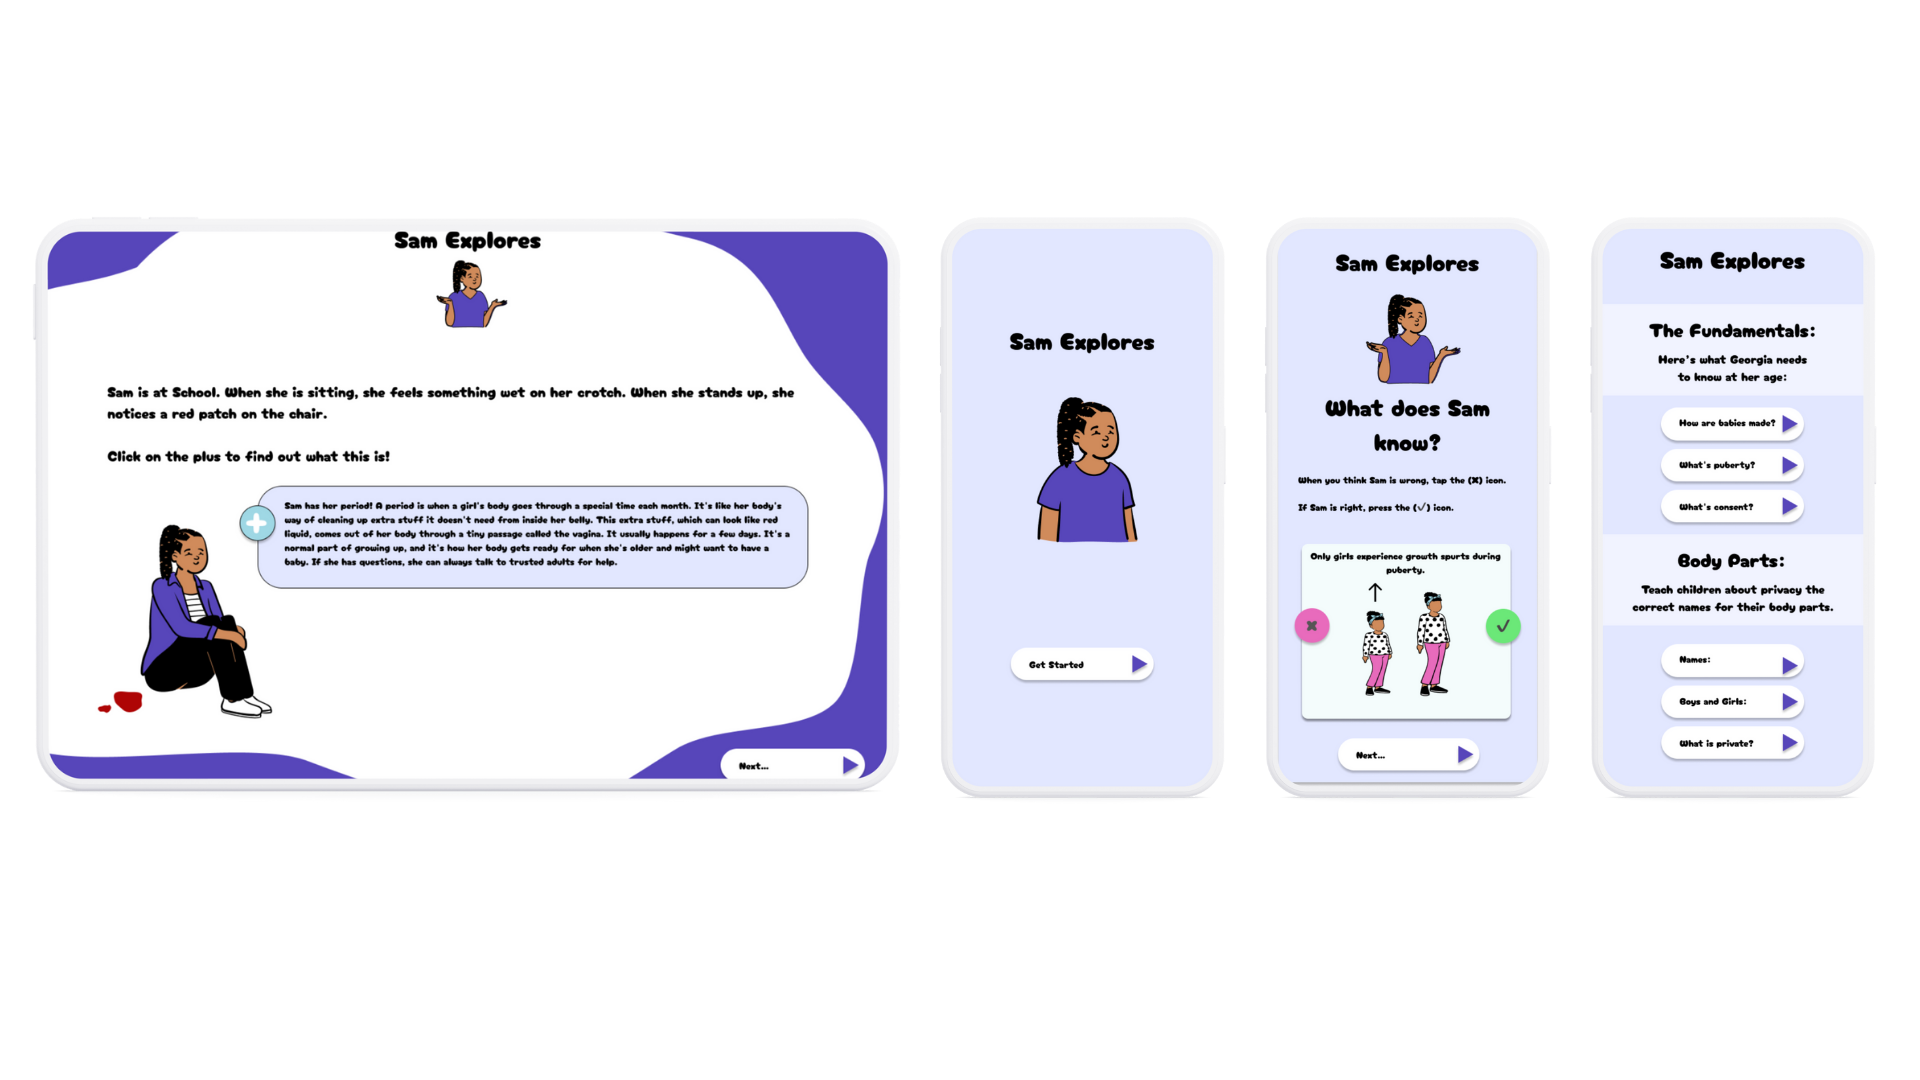 Sam Explores
Sam is at School. When she is sitting, she feels something wet on her crotch. When she stands up, she
notices a red patch on the chair.
Click on the plus to find out what this is!
Sam has her period! A period is when a girl's body goes through a special time each month. It's like her body's
way of cleaning up extra stuff it doesn't need from inside her belly. This extra stuff, which can look like red
liquid, comes out of her body through a tiny passage called the vagina. It usually happens for a few days. It's a
normal part of growing up, and it's how her body gets ready for when she's older and might want to have a
baby. If she has questions, she can always talk to trusted adults for help.
Next...
Sam Explores
Get Started
Sam Explores
What does Sam
know?
When you think Sam is wrong, tap the (✖) icon.
If Sam is right, press the (✓) icon.
Only girls experience growth spurts during
puberty.
Next...
Sam Explores
The Fundamentals:
Here's what Georgia needs
to know at her age:
How are babies made?
What's puberty?
What's consent?
Body Parts:
Teach children about privacy the
correct names for their body parts.
Names:
Boys and Girls:
What is private?